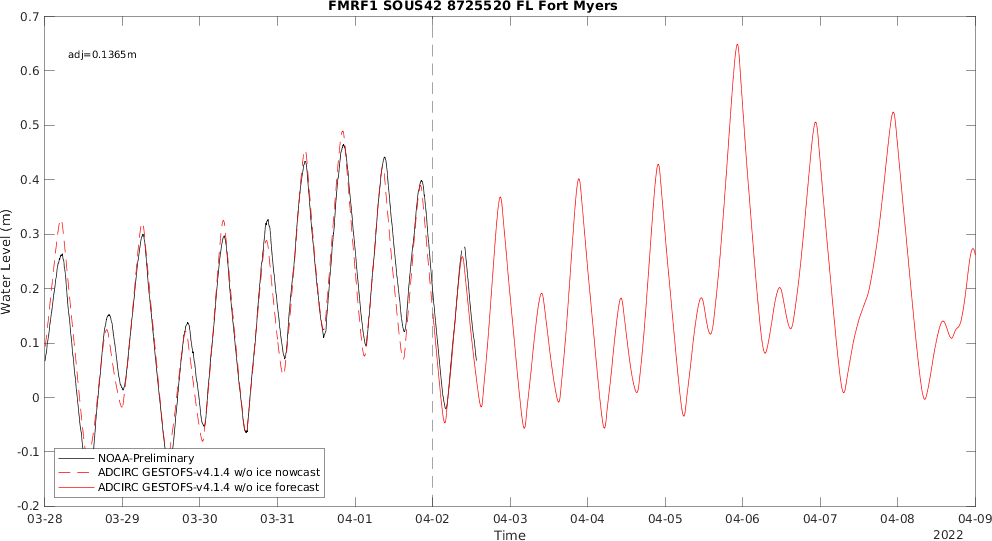 FMRF1 SOUS42 8725520 FL Fort Myers
adj=0.1365m
0.7
0.6
0.5
0.4
0.3
0.2
0.1
0
-0.1
-0.2
Water Level (m)
NOAA-Preliminary
ADCIRC GESTOFS-v4.1.4 w/o ice nowcast
ADCIRC GESTOFS-v4.1.4 w/o ice forecast
03-28 03-29 03-30 03-31 04-01 04-02 04-03 04-04 04-05 04-06 04-07 04-08 04-09
Time
2022